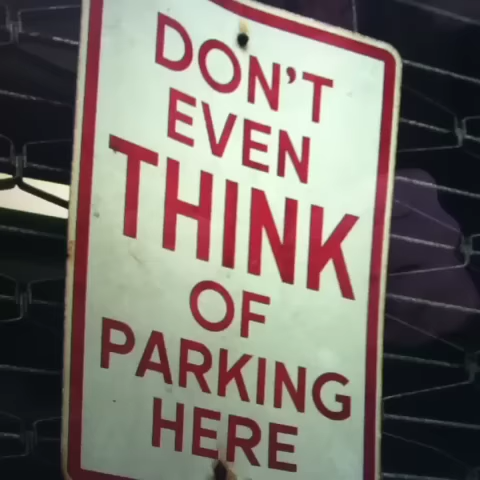 DON'T
EVEN
THINK
OF
PARKING
HERE